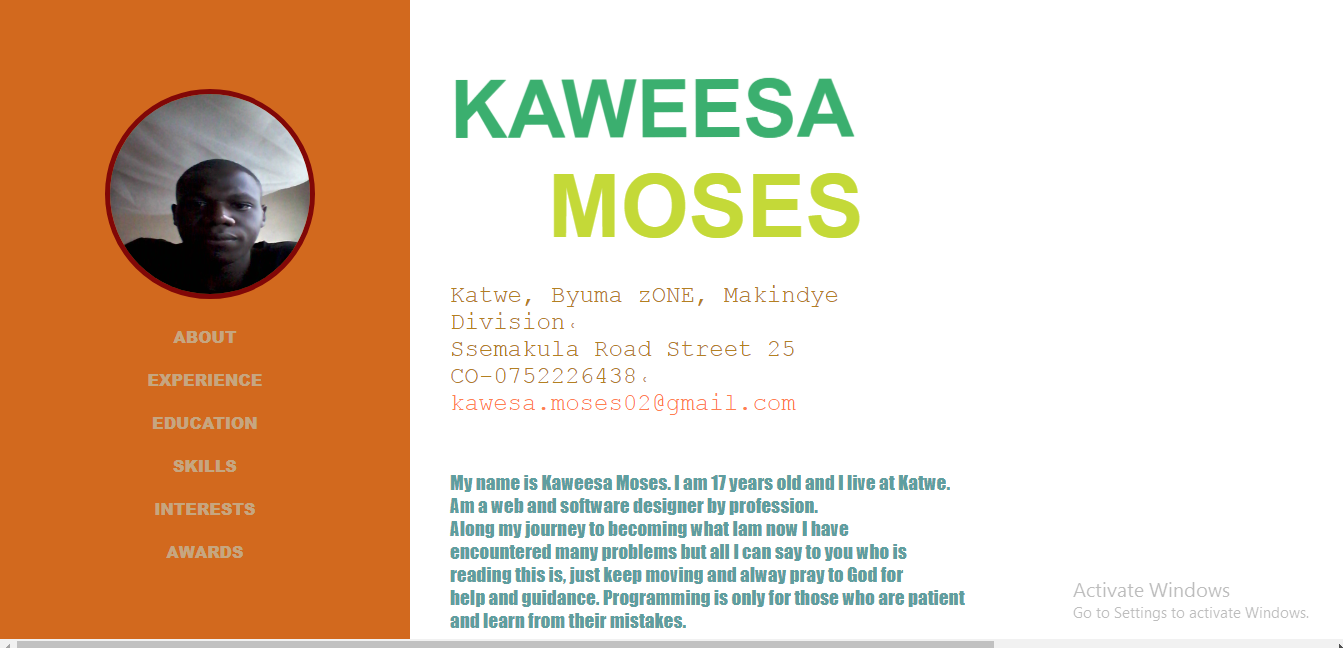 KAWEESA
MOSES
Katwe, Byuma zONE, Makindye
Division،
Ssemakula Road Street 25
CO-0752226438،
kawesa.moses02@gmail.com
ABOUT
EXPERIENCE
EDUCATION
SKILLS
INTERESTS
AWARDS
My name is Kaweesa Moses. I am 17 years old and I live at Katwe.
Am a web and software designer by profession.
Along my journey to becoming what Iam now I have
encountered many problems but all I can say to you who is
reading this is, just keep moving and alway pray to God for
help and guidance. Programming is only for those who are patient
and learn from their mistakes.
Activate Windows
Go to Settings to activate Windows.